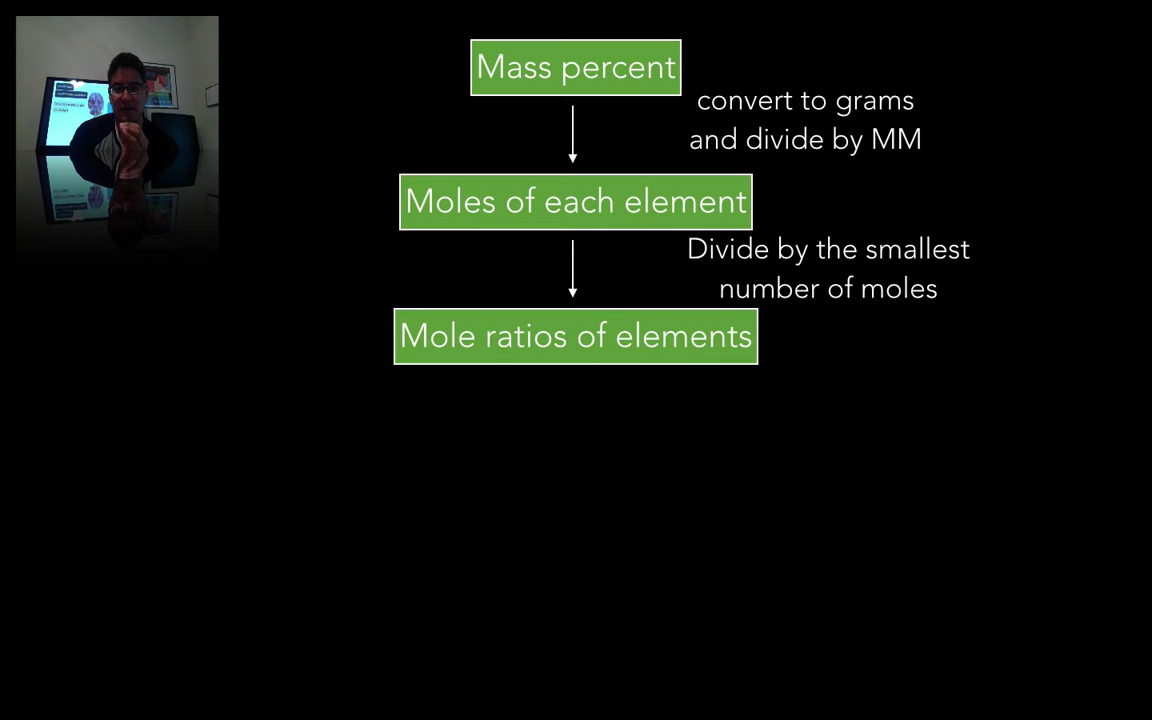 Mass percent
convert to grams
and divide by MM
Moles of each element
Divide by the smallest
number of moles
Mole ratios of elements